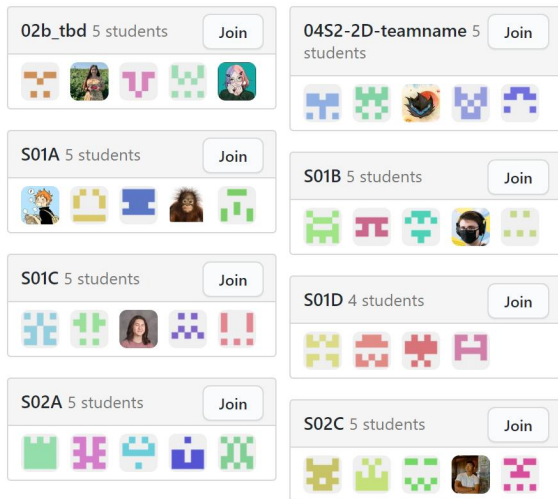 02b_tbd 5 students Join
S01A 5 students Join
S01C 5 students Join
S02A 5 students Join
04S2-2D-teamname 5
students Join
S01B 5 students Join
S01D 4 students Join
S02C 5 students Join